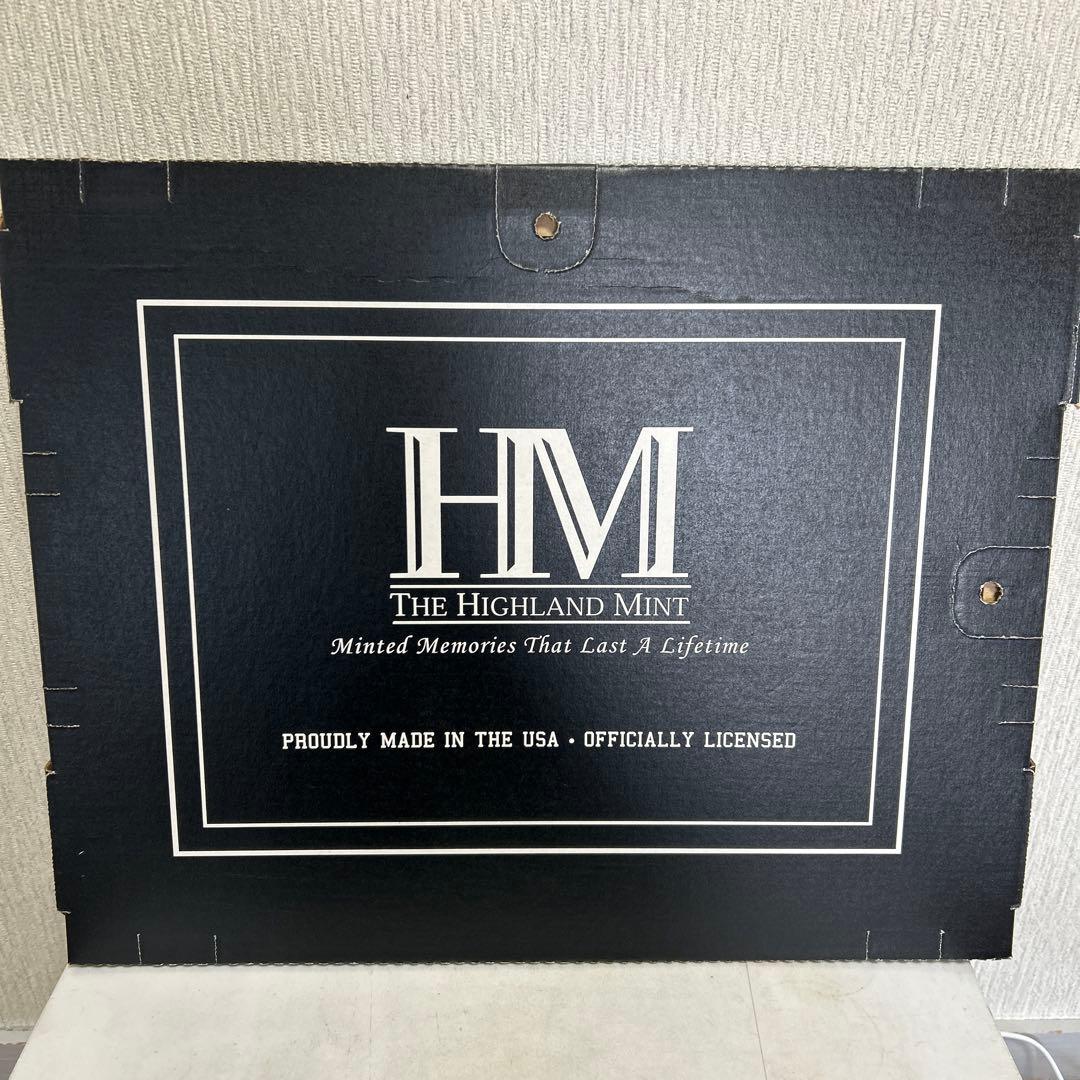 HM
THE HIGHLAND MINT
Minted Memories That Last A Lifetime
PROUDLY MADE IN THE USA • OFFICIALLY LICENSED